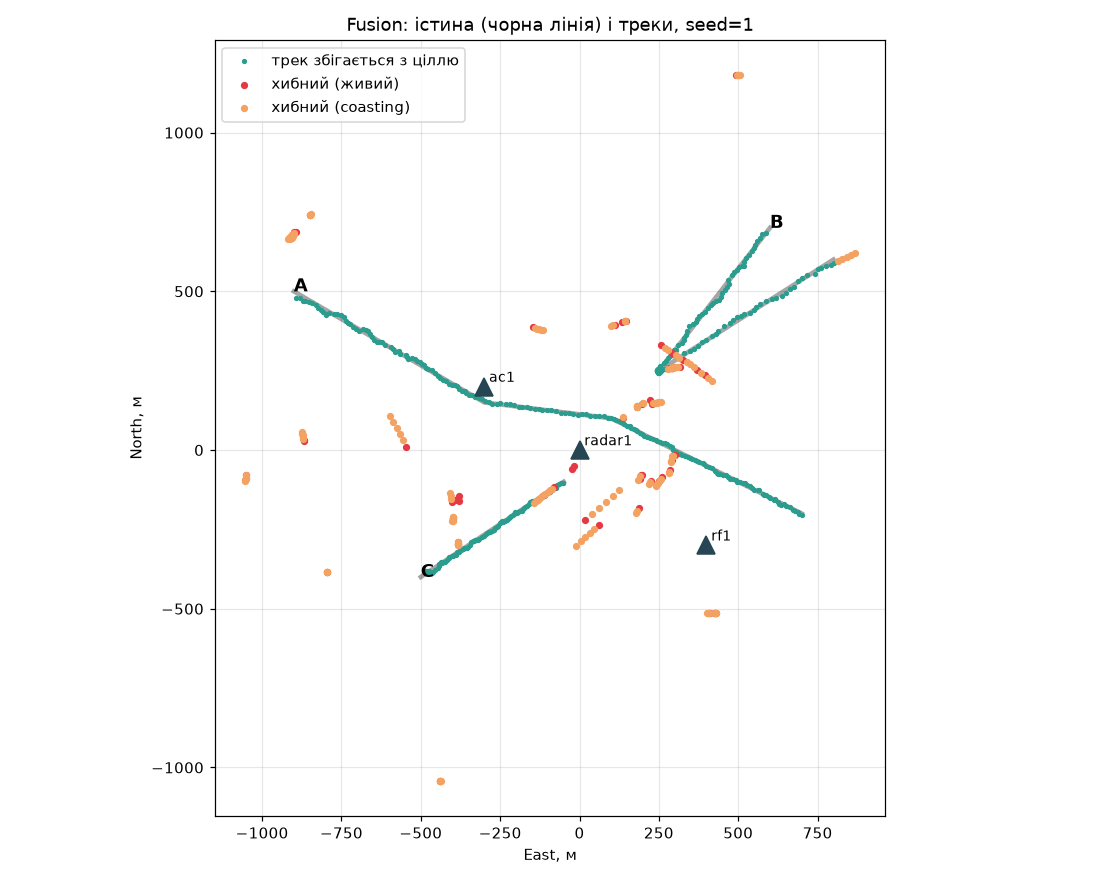 Fusion: істина (чорна лінія) і треки, seed=1
трек збігається з ціллю
хибний (живий)
хибний (coasting)
1000
B
500
A
ac1
North, м
0
radar1
rf1
−500
C
−1000
−1000
−750
−500
−250
0
250
500
750
East, м